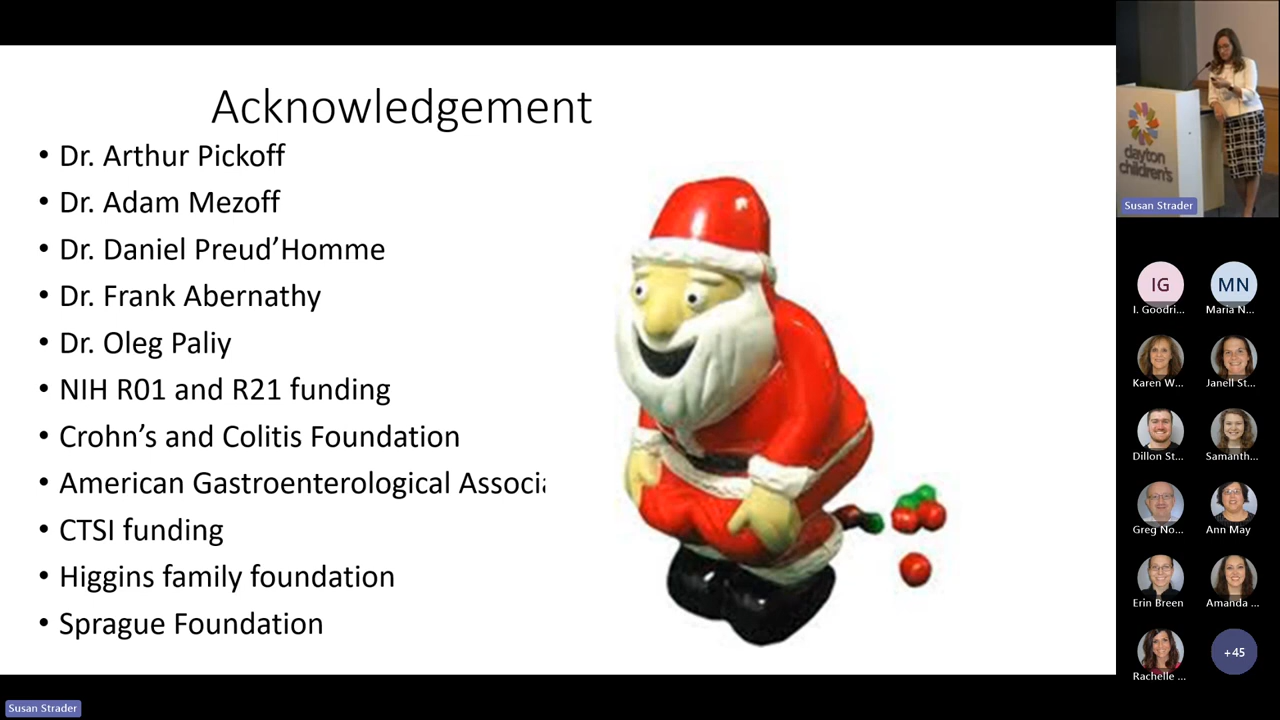 Acknowledgement
• Dr. Arthur Pickoff
• Dr. Adam Mezoff
• Dr. Daniel Preud’Homme
• Dr. Frank Abernathy
• Dr. Oleg Paliy
• NIH R01 and R21 funding
• Crohn’s and Colitis Foundation
• American Gastroenterological Associa
• CTSI funding
• Higgins family foundation
• Sprague Foundation
dayton
children's
Susan Strader
IG
MN
I. Goodri...
Maria N...
Karen W...
Janell St...
Dillon St...
Samanth...
Greg No...
Ann May
Erin Breen
Amanda ...
Rachelle ...
+45
Susan Strader